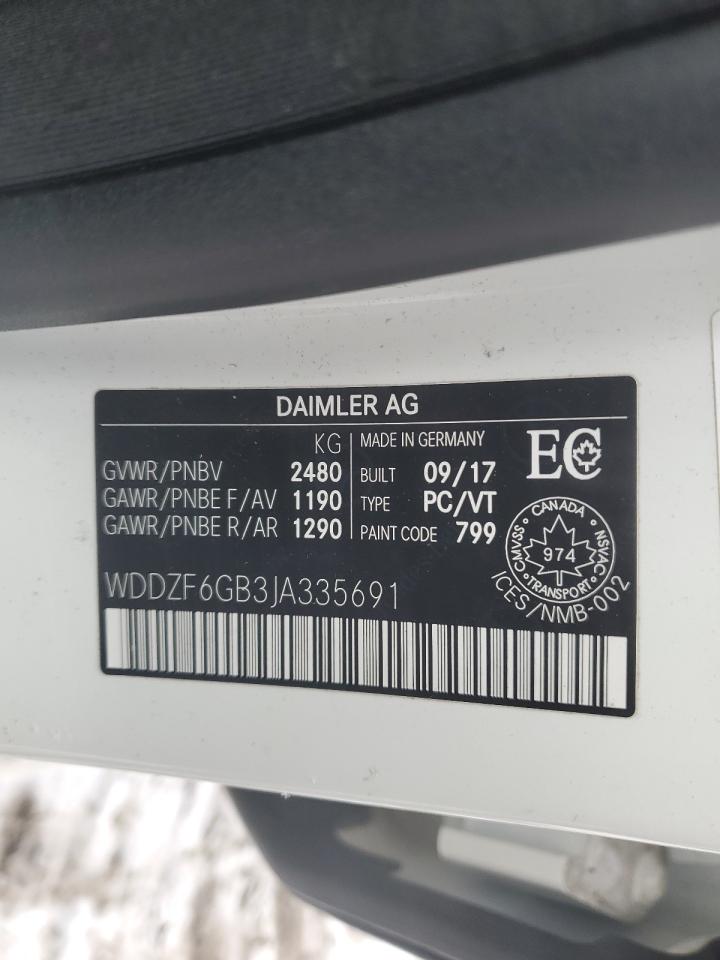 DAIMLER AG
KG
GVWR/PNBV 2480
GAWR/PNBE F/AV 1190
GAWR/PNBE R/AR 1290
MADE IN GERMANY
BUILT 09/17
TYPE PC/VT
PAINT CODE 799
EC
CANADA
CMVSS 974 NSVAC
TRANSPORT
ICES/NMB-002
WDDZF6GB3JA335691